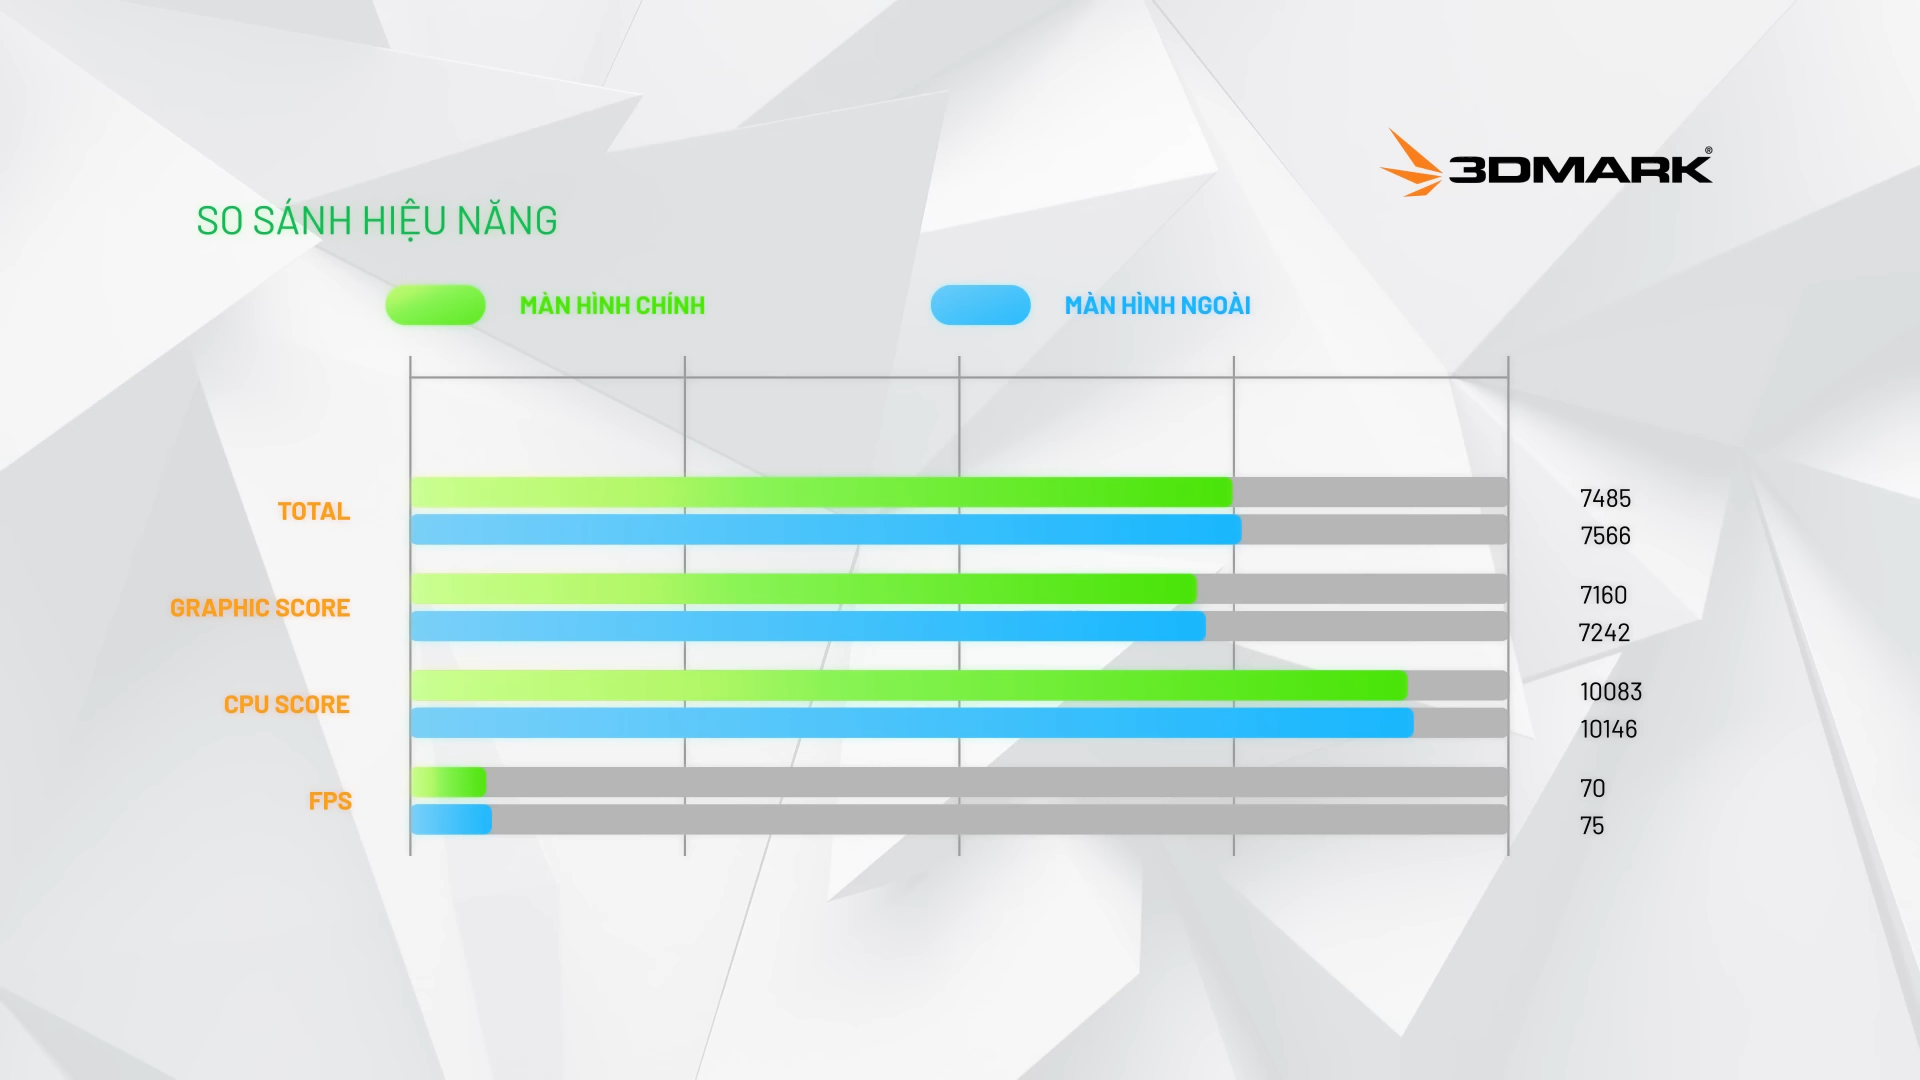 3DMARK®
SO SÁNH HIỆU NĂNG
MÀN HÌNH CHÍNH
MÀN HÌNH NGOÀI
TOTAL
7485
7566
GRAPHIC SCORE
7160
7242
CPU SCORE
10083
10146
FPS
70
75